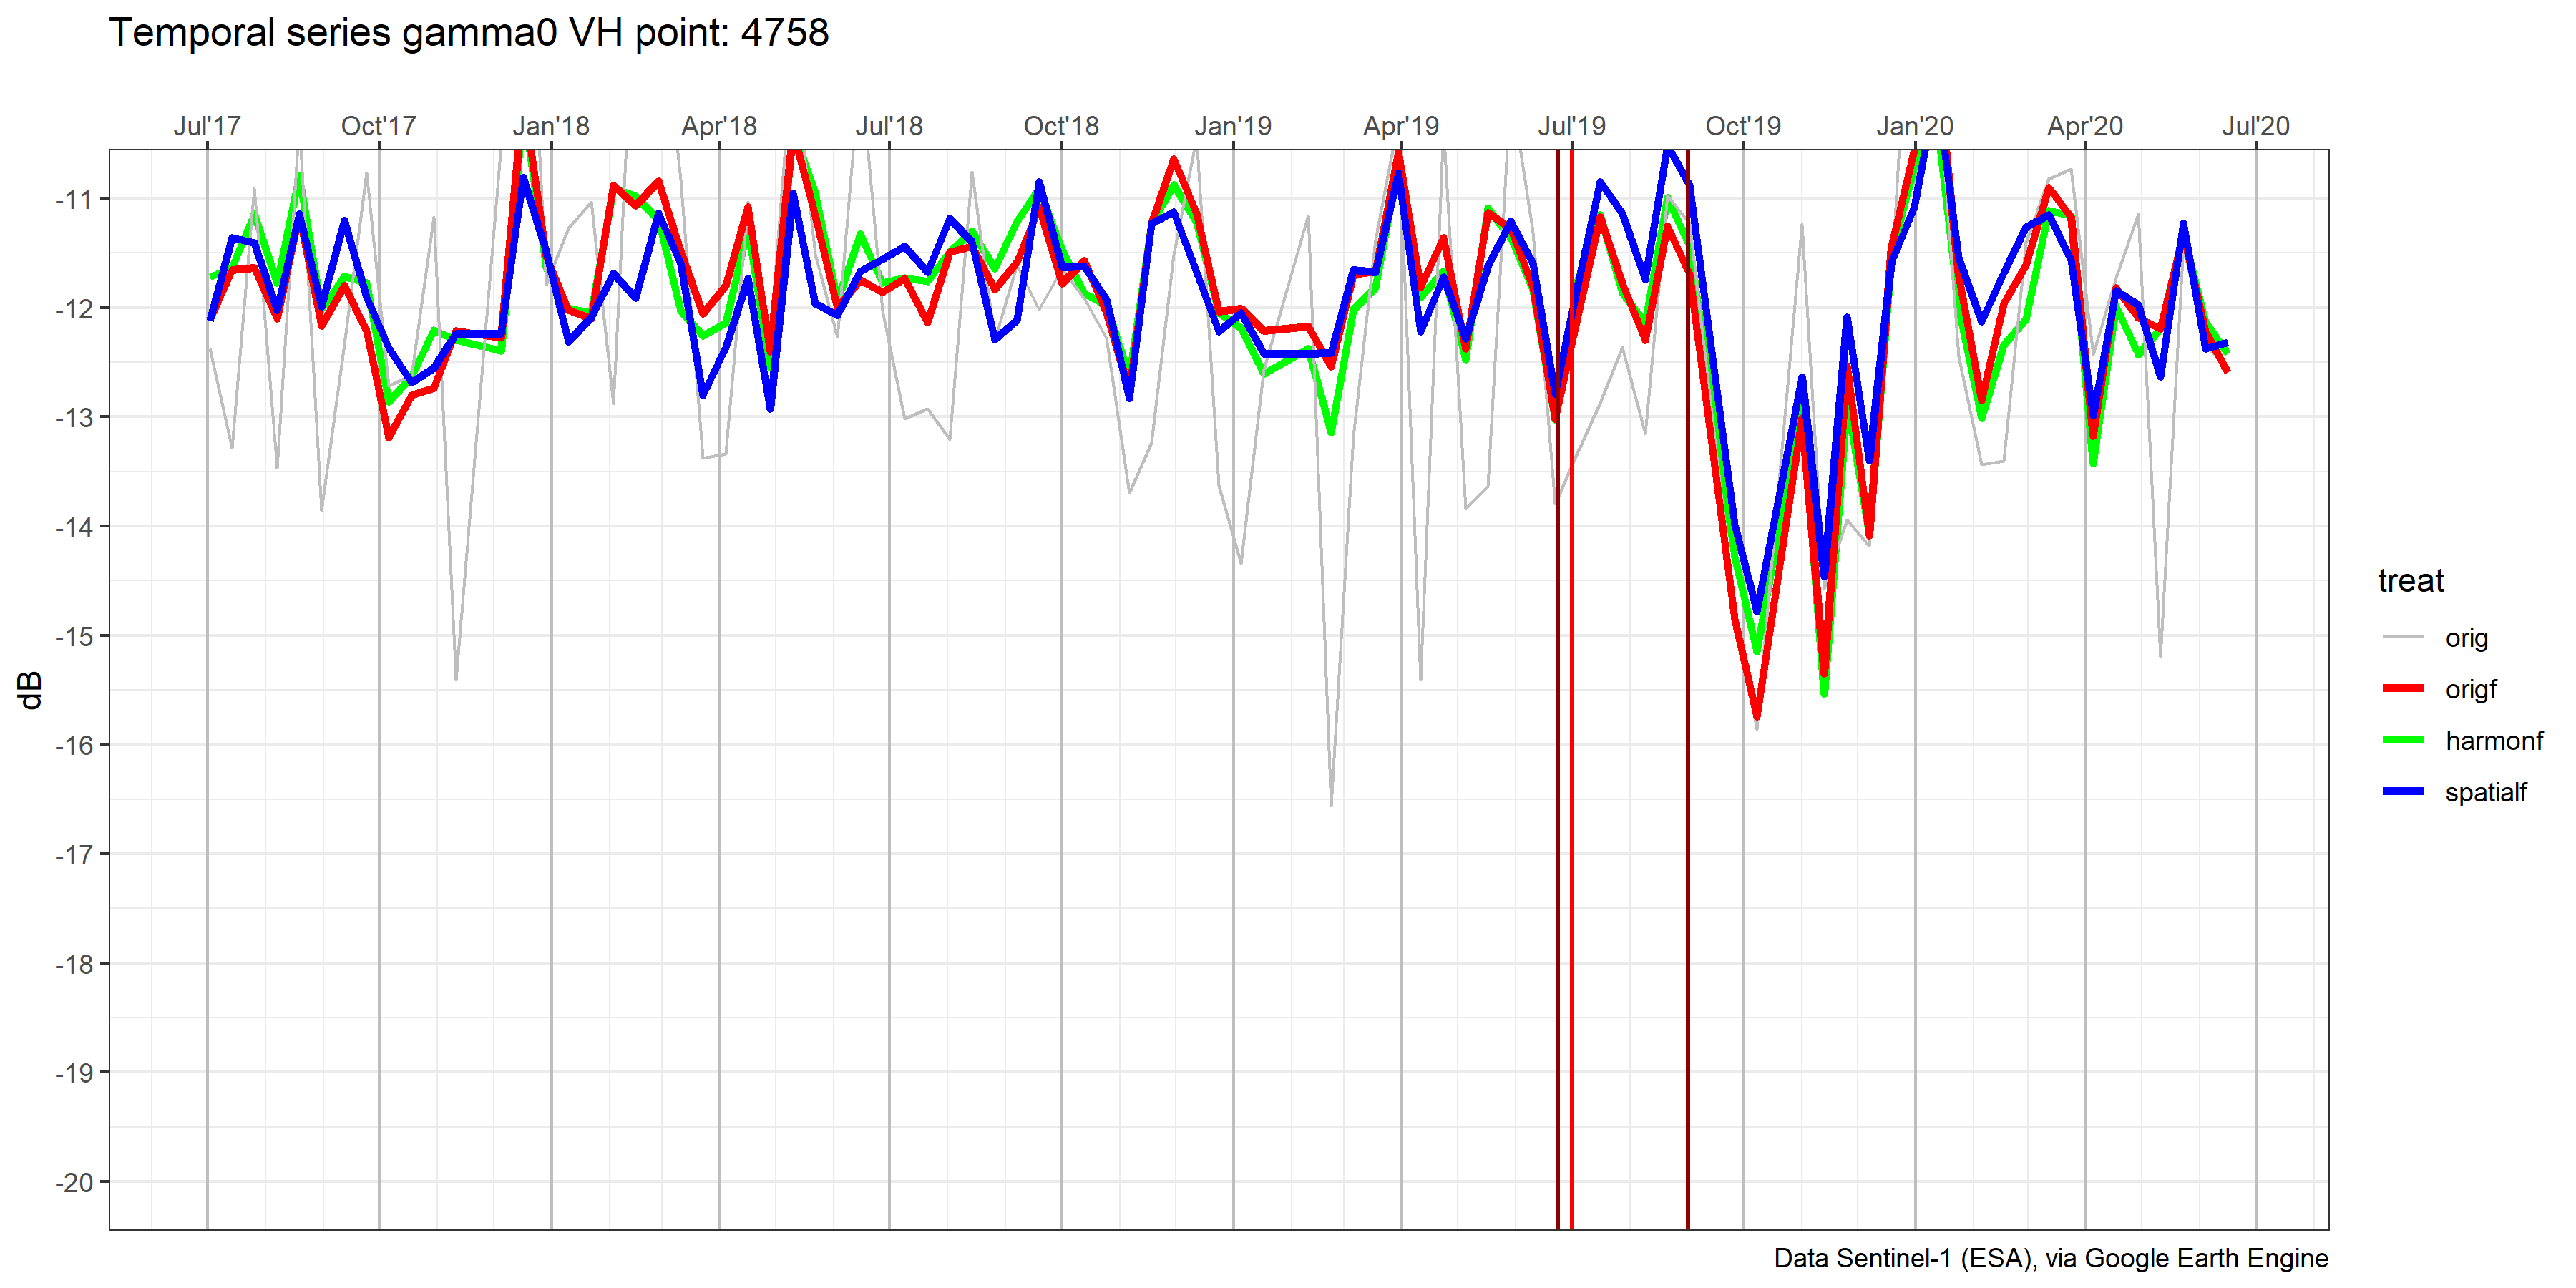 Temporal series gamma0 VH point: 4758
Jul'17 Oct'17 Jan'18 Apr'18 Jul'18 Oct'18 Jan'19 Apr'19 Jul'19 Oct'19 Jan'20 Apr'20 Jul'20
-11
-12
-13
-14
-15
-16
-17
-18
-19
-20
dB
treat
orig
origf
harmonf
spatialf
Data Sentinel-1 (ESA), via Google Earth Engine